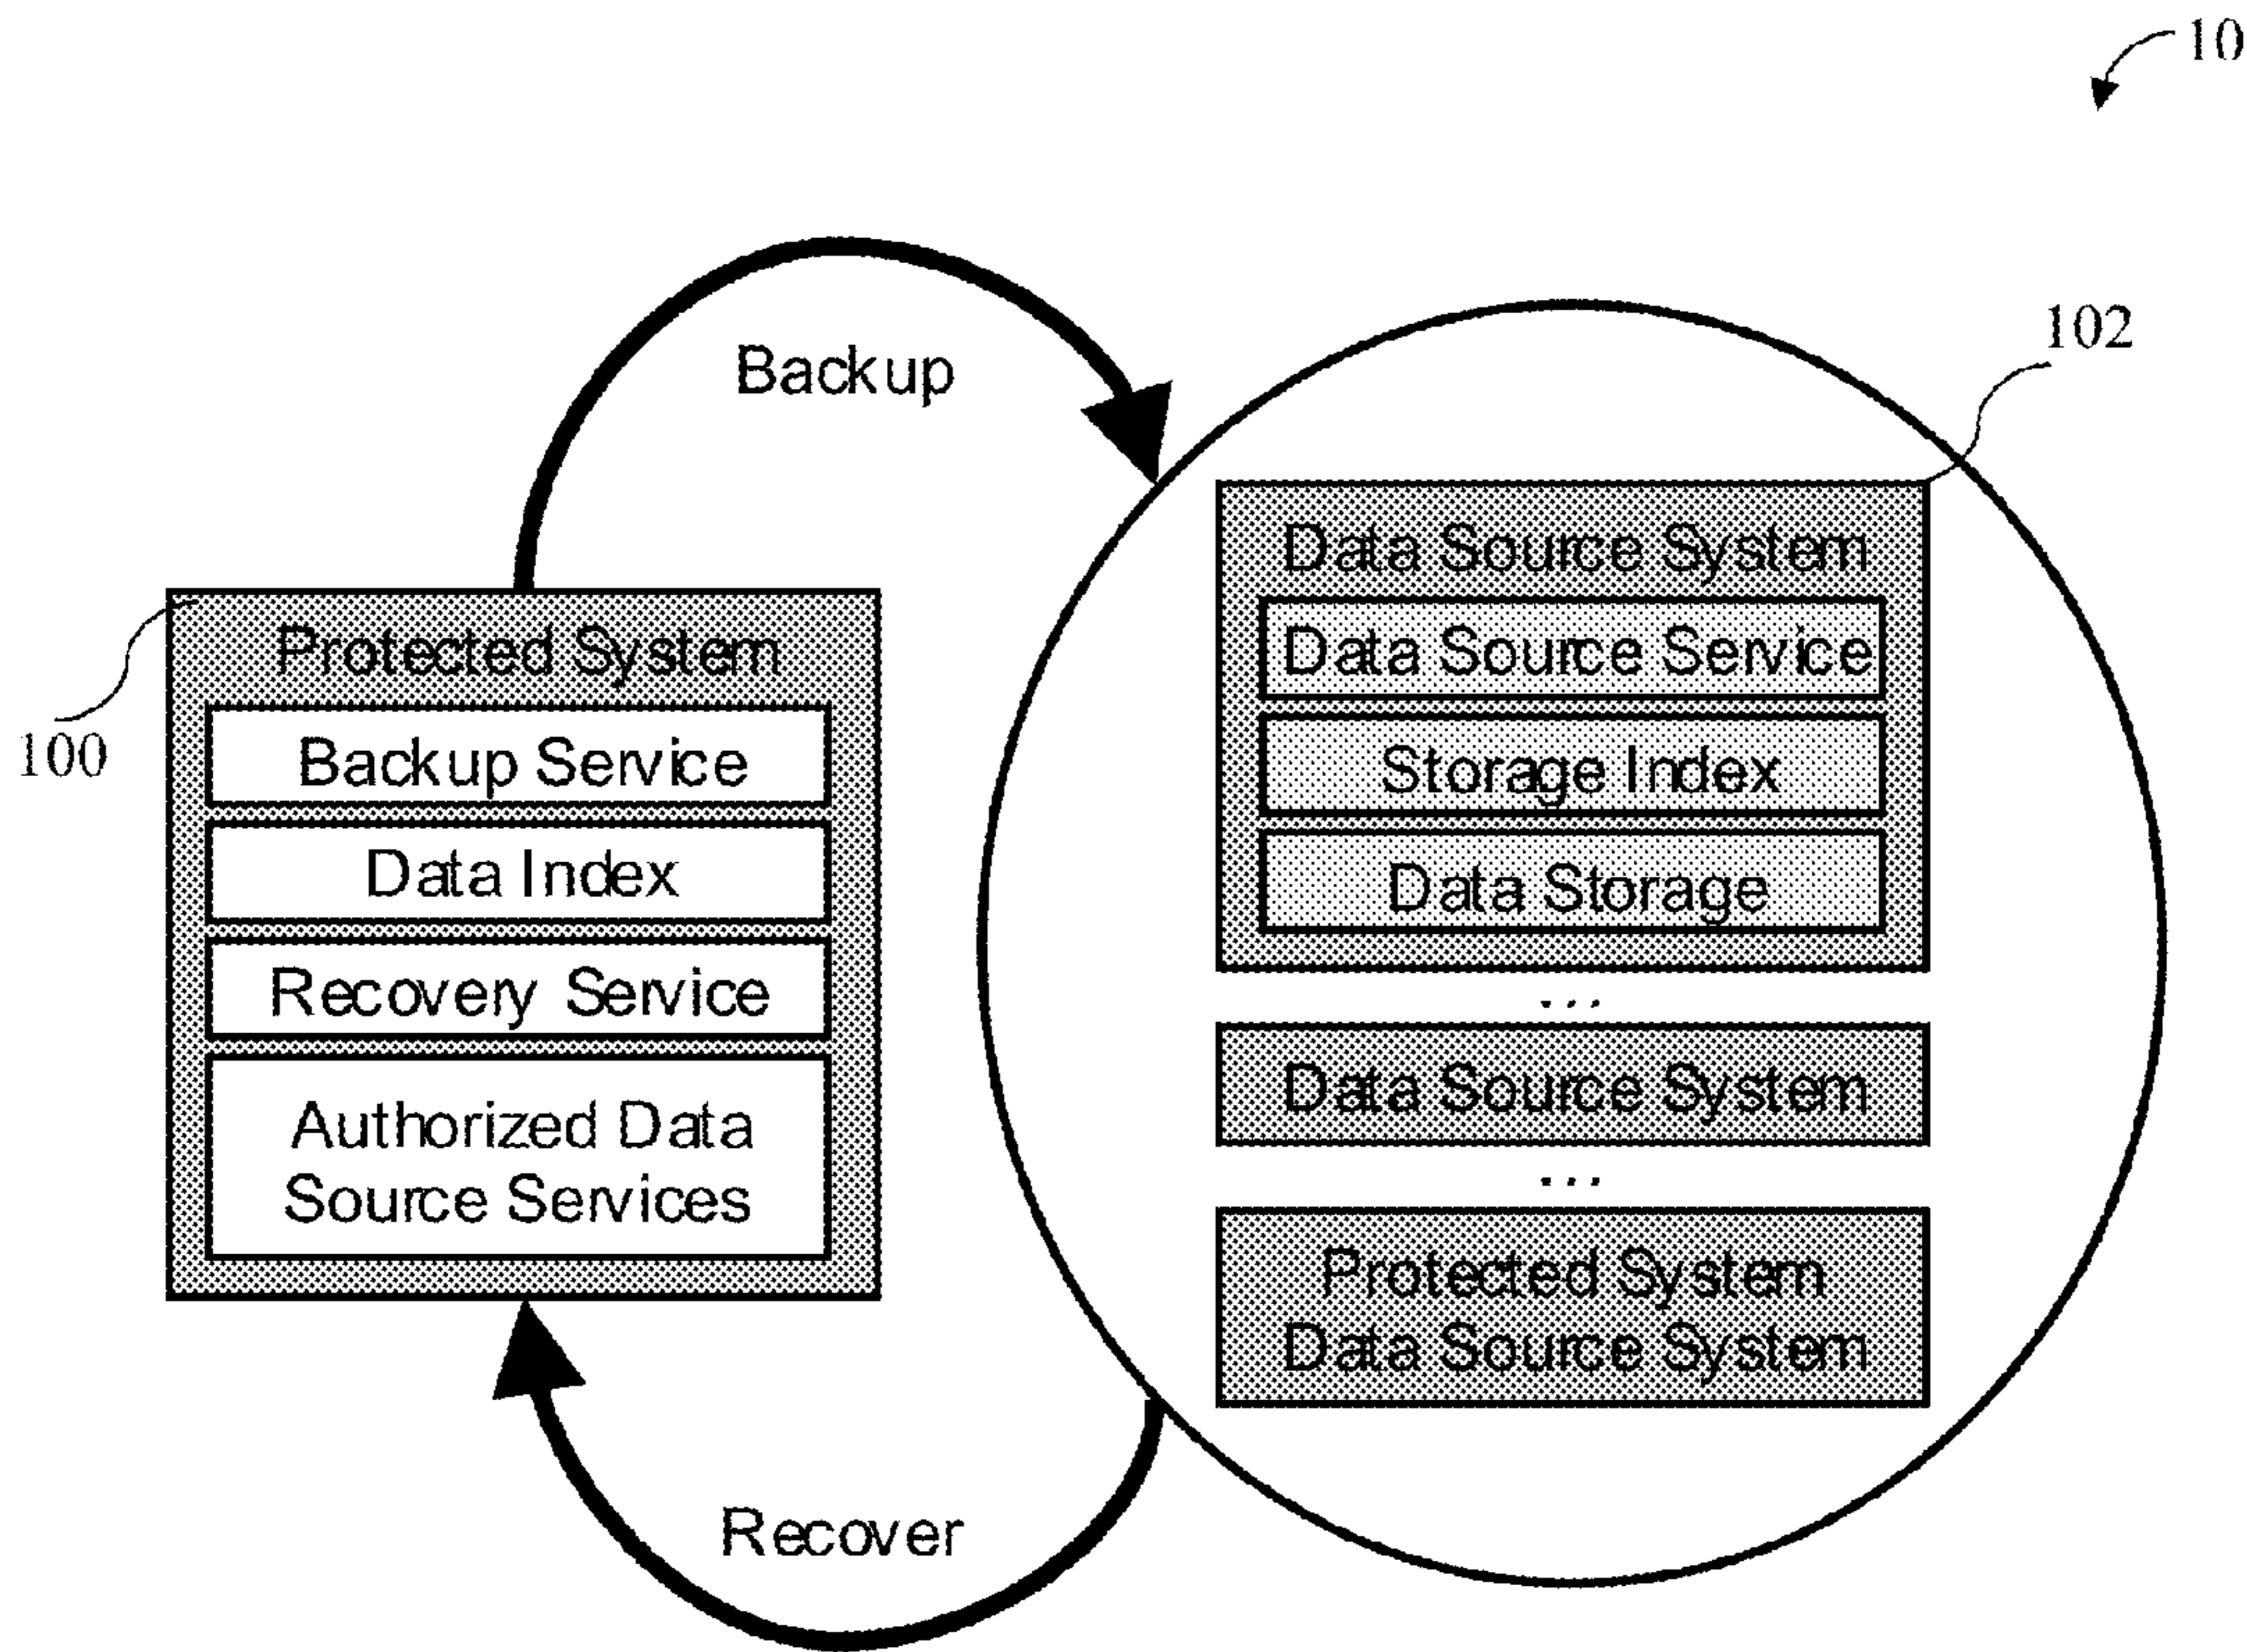 10
102
Backup
Data Source System
Data Source Service
Storage Index
Data Storage
...
Data Source System
...
Protected System
Data Source System
100
Protected System
Backup Service
Data Index
Recovery Service
Authorized Data
Source Services
Recover